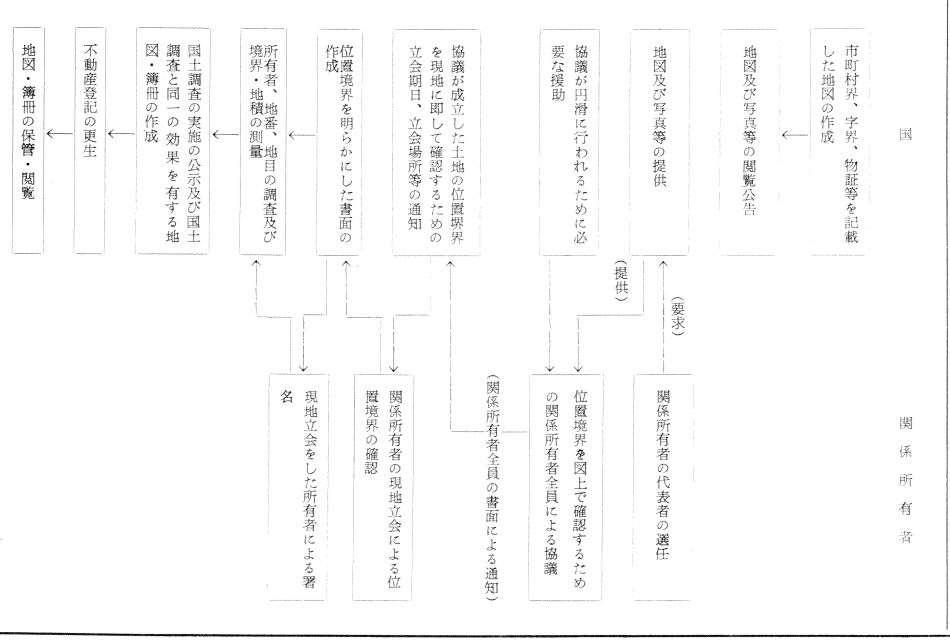 国
市町村界、字界、物証等を記載
した地図の作成
地図及び写真等の閲覧公告
地図及び写真等の提供
協議が円滑に行われるために必
要な援助
協議が成立した土地の位置境界
を現地に即して確認するための
立会期日、立会場所等の通知
位置境界を明らかにした書面の
作成
所有者、地番、地目の調査及び
境界・地積の測量
国土調査の実施の公示及び国土
調査と同一の効果を有する地
図・簿冊の作成
不動産登記の更生
地図・簿冊の保管・閲覧
(提供)
(要求)
関係所有者
関係所有者の代表者の選任
位置境界を図上で確認するため
の関係所有者全員による協議
(関係所有者全員の書面による通知)
関係所有者の現地立会による位
置境界の確認
現地立会をした所有者による署
名